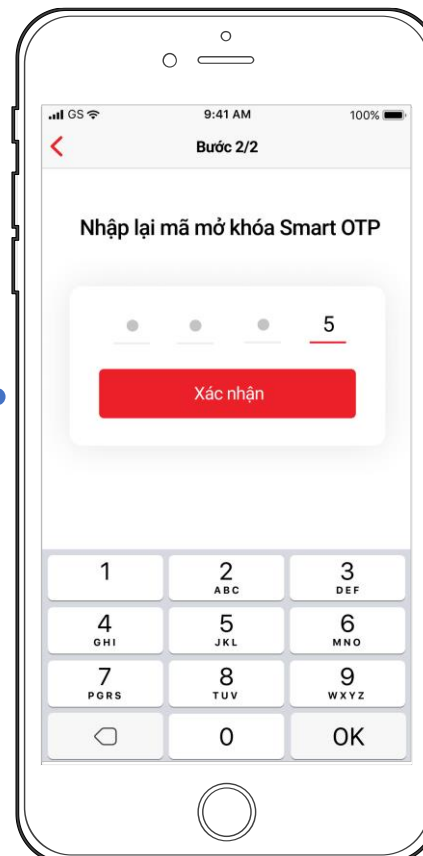 GS 9:41 AM 100%
Bước 2/2
Nhập lại mã mở khóa Smart OTP
5
Xác nhận
1 2 3
ABC DEF
4 5 6
GHI JKL MNO
7 8 9
PGRS TUV WXYZ
0 OK